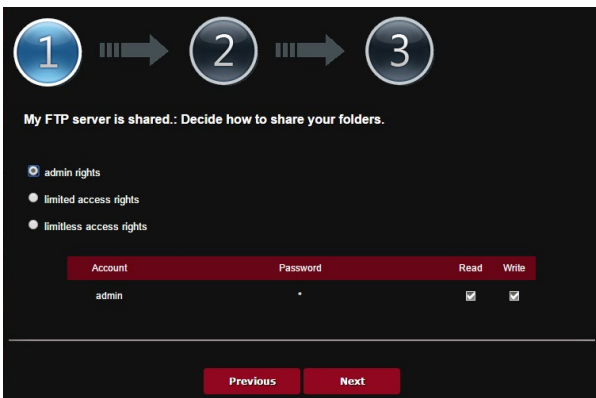 1 2 3
My FTP server is shared.: Decide how to share your folders.
admin rights
limited access rights
limitless access rights
Account Password Read Write
admin *
Previous Next